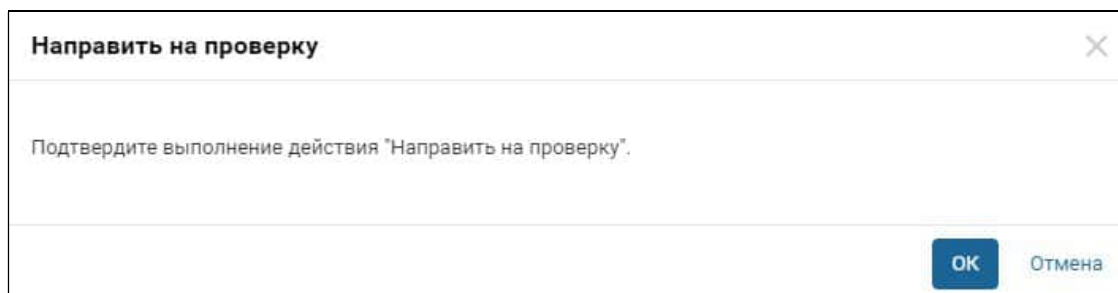 Направить на проверку
Подтвердите выполнение действия "Направить на проверку".
ОК Отмена